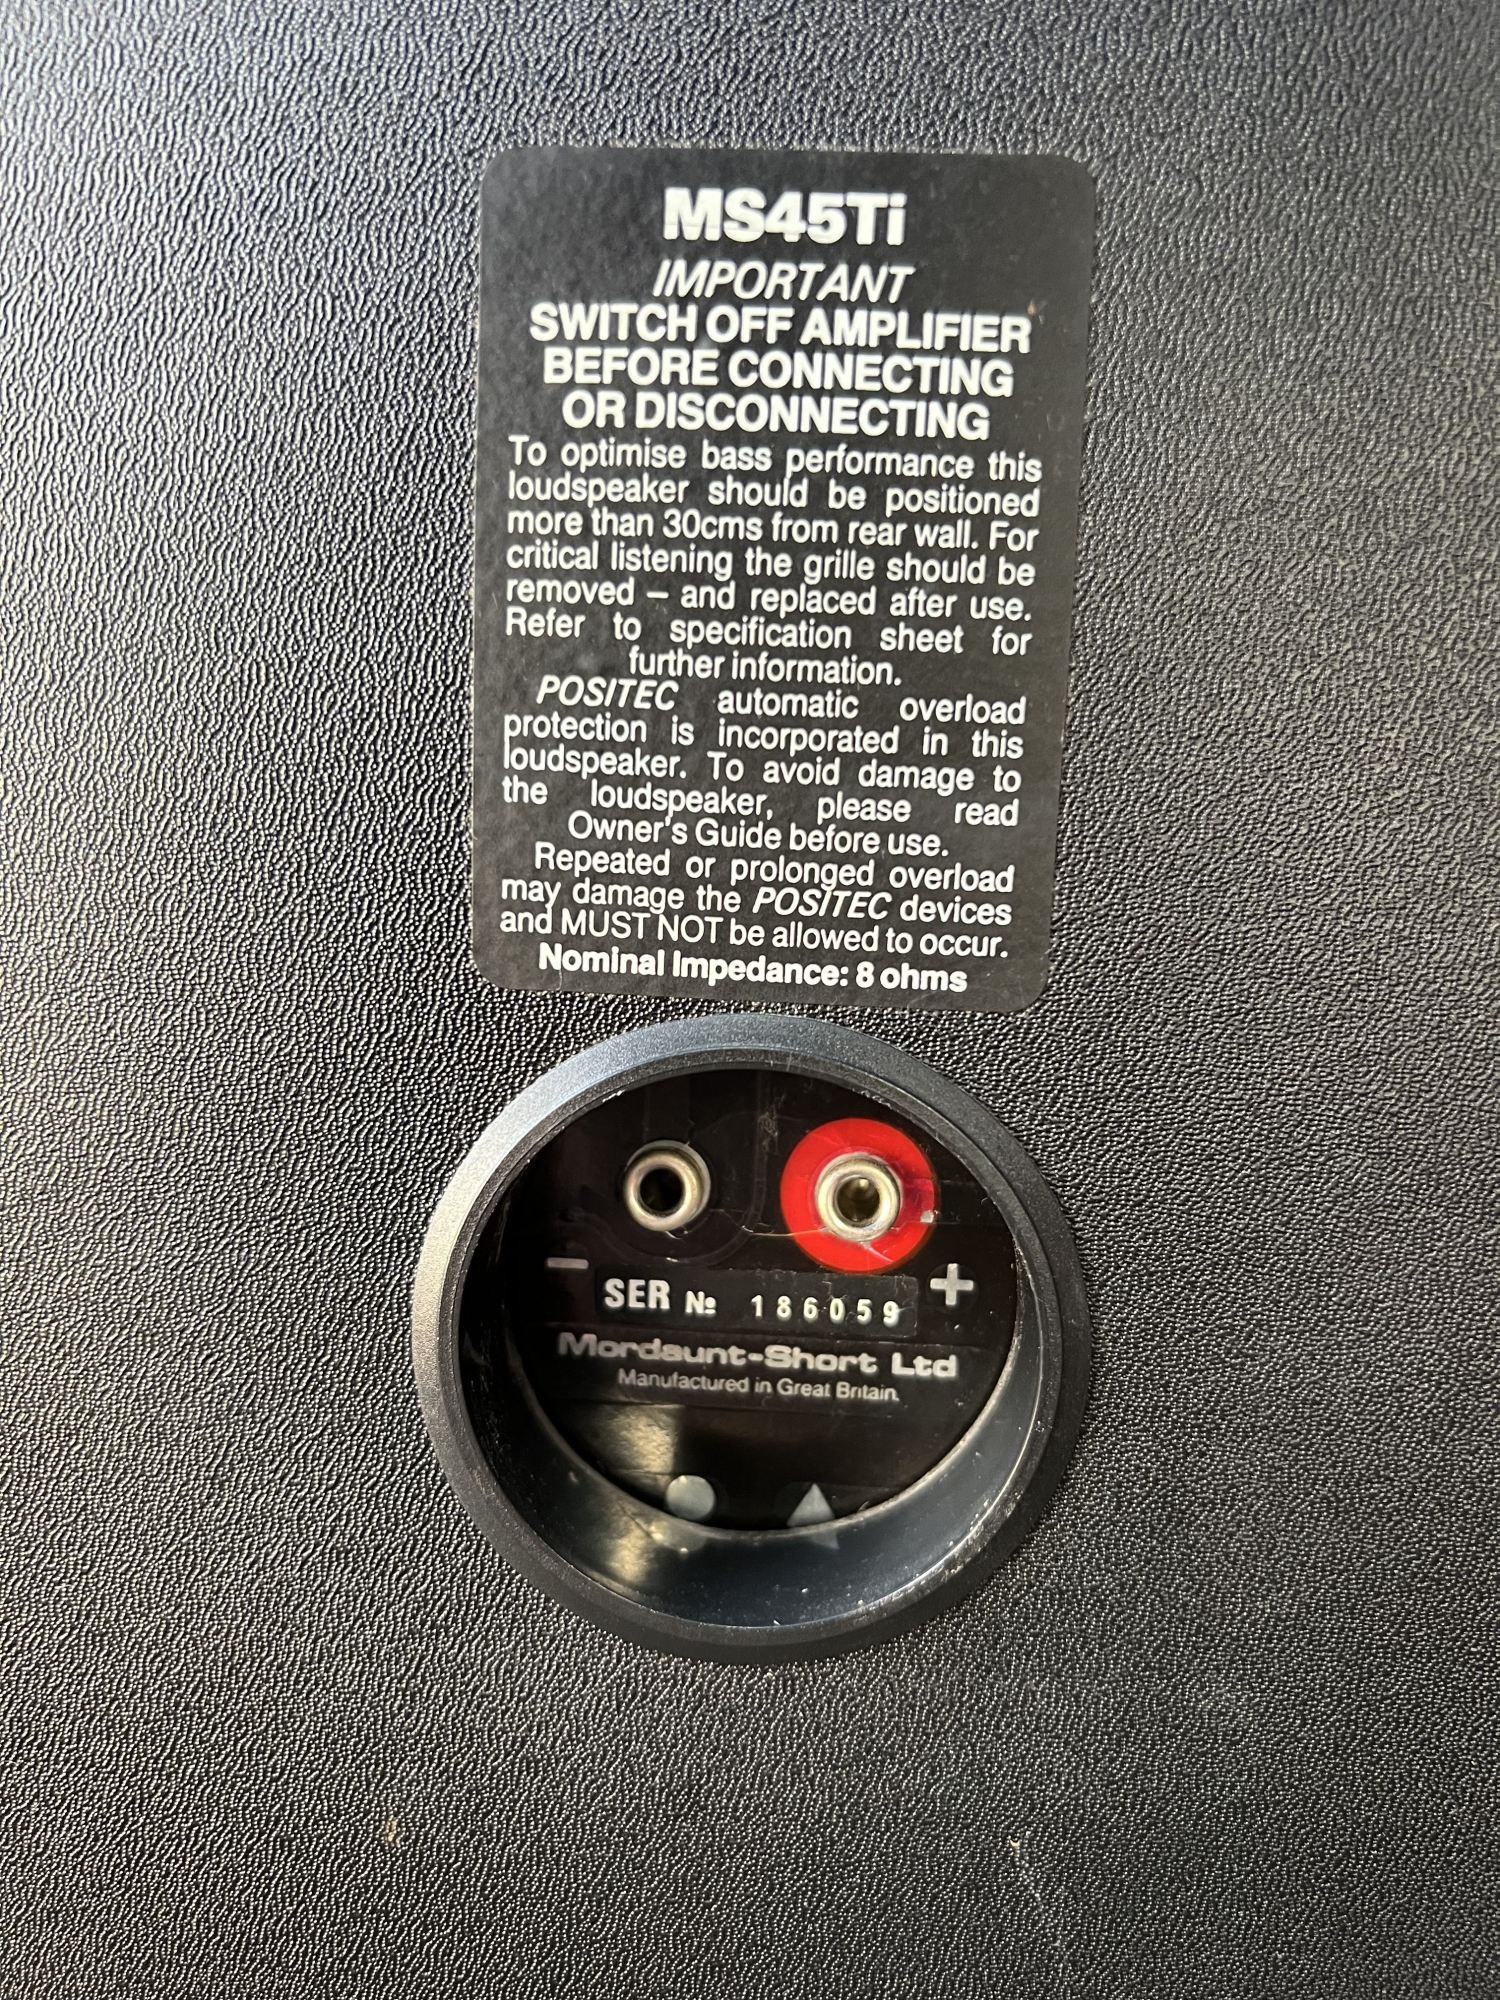 MS45Ti
IMPORTANT
SWITCH OFF AMPLIFIER
BEFORE CONNECTING
OR DISCONNECTING
To optimise bass performance this
loudspeaker should be positioned
more than 30cms from rear wall. For
critical listening the grille should be
removed – and replaced after use.
Refer to specification sheet for
further information.
POSITEC automatic overload
protection is incorporated in this
loudspeaker. To avoid damage to
the loudspeaker, please read
Owner's Guide before use.
Repeated or prolonged overload
may damage the POSITEC devices
and MUST NOT be allowed to occur.
Nominal Impedance: 8 ohms
– +
SER № 186059
Mordaunt-Short Ltd
Manufactured in Great Britain.